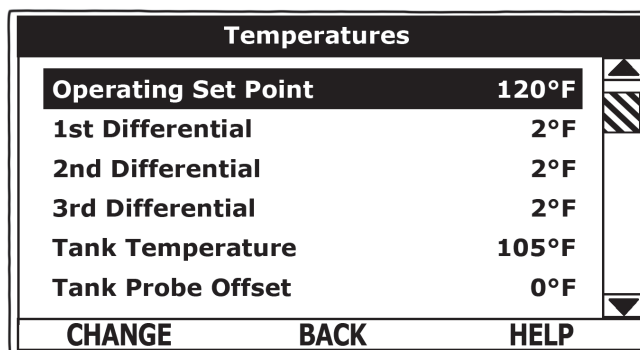 Temperatures
Operating Set Point 120°F
1st Differential 2°F
2nd Differential 2°F
3rd Differential 2°F
Tank Temperature 105°F
Tank Probe Offset 0°F
CHANGE BACK HELP